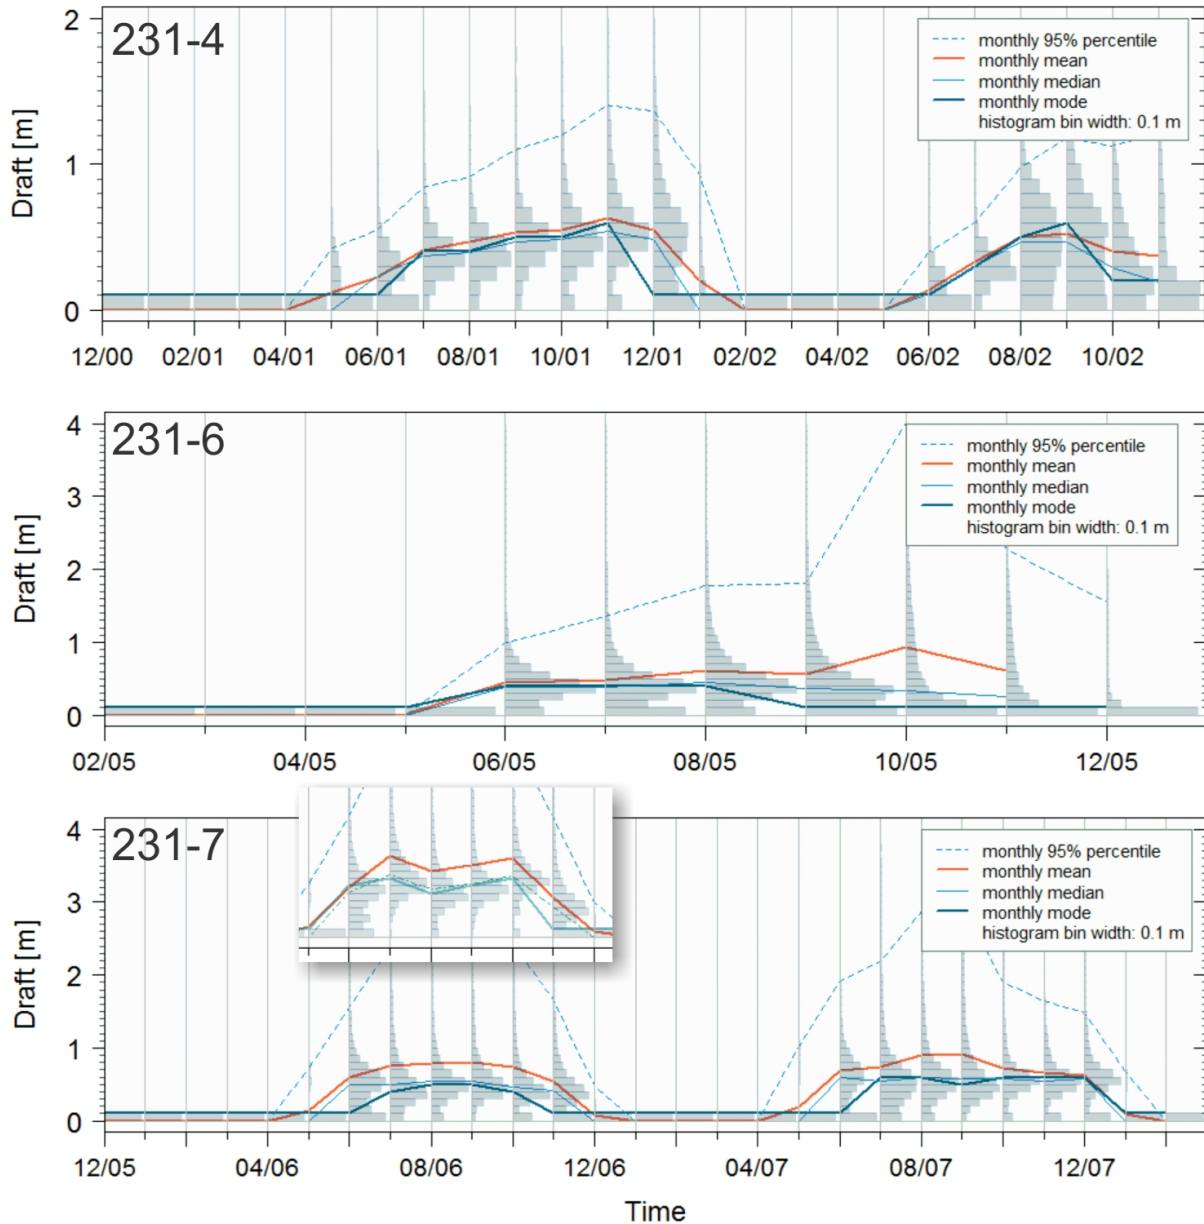 231-4
2
1
0
Draft [m]
monthly 95% percentile
monthly mean
monthly median
monthly mode
histogram bin width: 0.1 m
12/00 02/01 04/01 06/01 08/01 10/01 12/01 02/02 04/02 06/02 08/02 10/02
231-6
4
3
2
1
0
Draft [m]
monthly 95% percentile
monthly mean
monthly median
monthly mode
histogram bin width: 0.1 m
02/05 04/05 06/05 08/05 10/05 12/05
231-7
4
3
2
1
0
Draft [m]
monthly 95% percentile
monthly mean
monthly median
monthly mode
histogram bin width: 0.1 m
12/05 04/06 08/06 12/06 04/07 08/07 12/07
Time